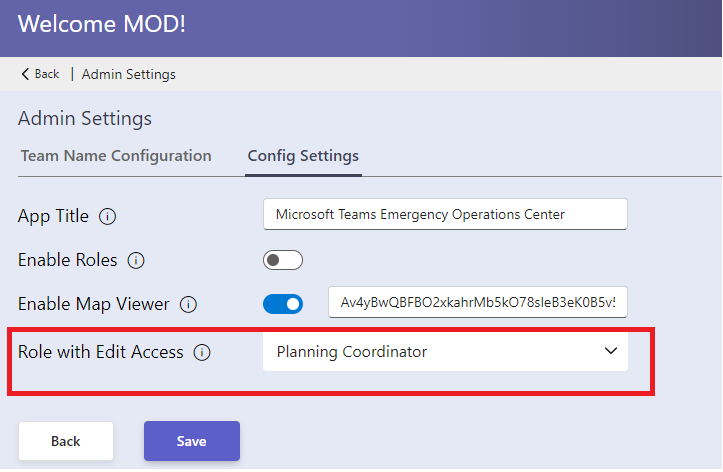 Welcome MOD!
Back | Admin Settings
Admin Settings
Team Name Configuration Config Settings
App Title Microsoft Teams Emergency Operations Center
Enable Roles
Enable Map Viewer Av4yBwQBFBO2xkahrMb5kO78sIeB3eK0B5v5
Role with Edit Access Planning Coordinator
Back Save